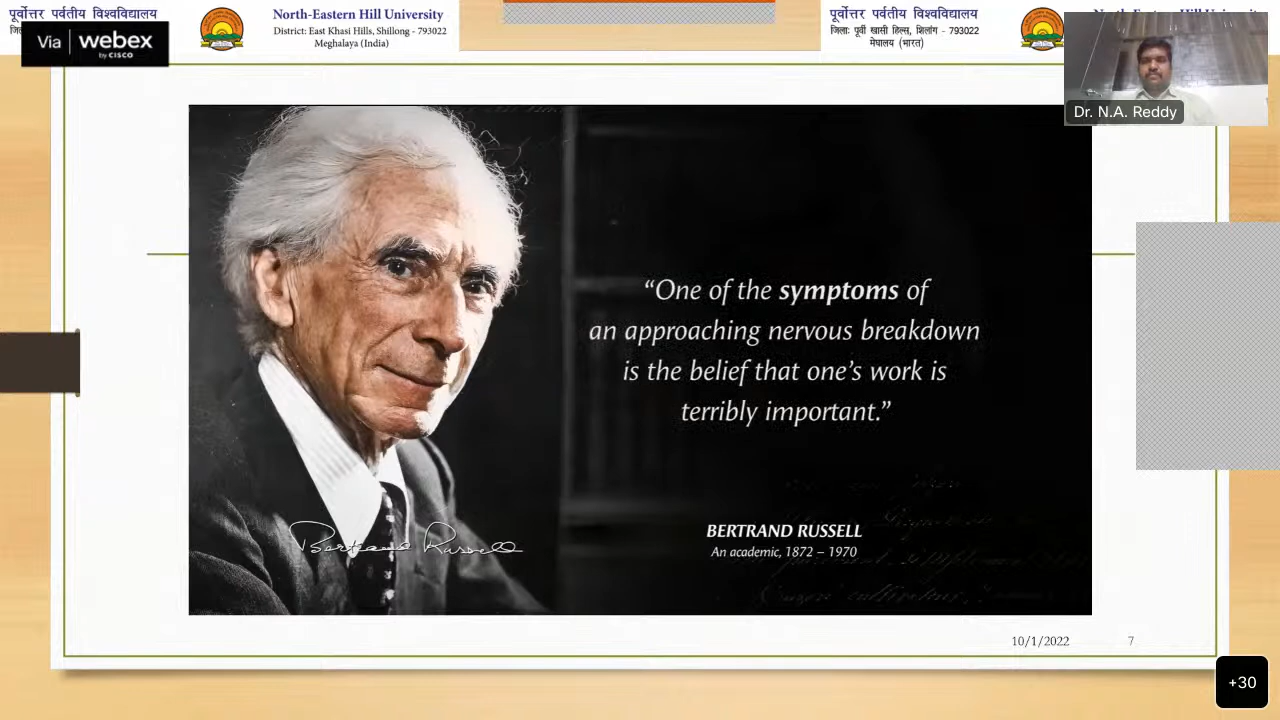 पूर्वोत्तर पर्वतीय विश्वविद्यालय
North-Eastern Hill University
District: East Khasi Hills, Shillong - 793022
Meghalaya (India)
पूर्वोत्तर पर्वतीय विश्वविद्यालय
जिला: पूर्वी खासी हिल्स, शिलांग - 793022
मेघालय (भारत)
Via webex
by CISCO
Dr. N.A. Reddy
“One of the symptoms of
an approaching nervous breakdown
is the belief that one’s work is
terribly important.”
Bertrand Russell
BERTRAND RUSSELL
An academic, 1872 – 1970
10/1/2022
7
+30